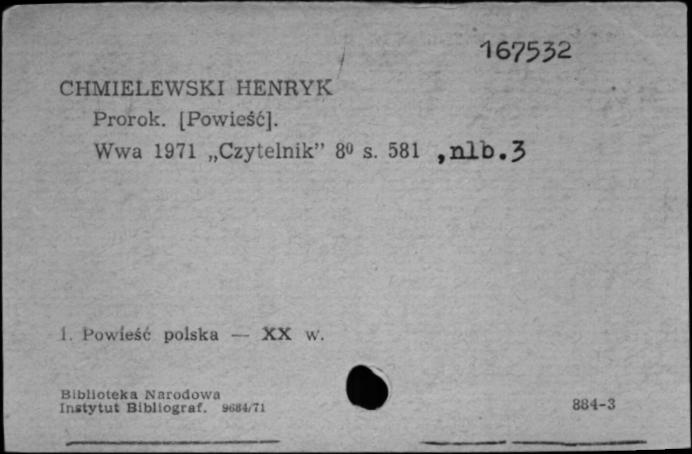 167532
CHMIELEWSKI HENRYK
Prorok. [Powieść].
Wwa 1971 „Czytelnik” 8⁰ s. 581 , nlb. 3
1. Powieść polska — XX w.
Biblioteka Narodowa
Instytut Bibliograf. 9684/71
884-3